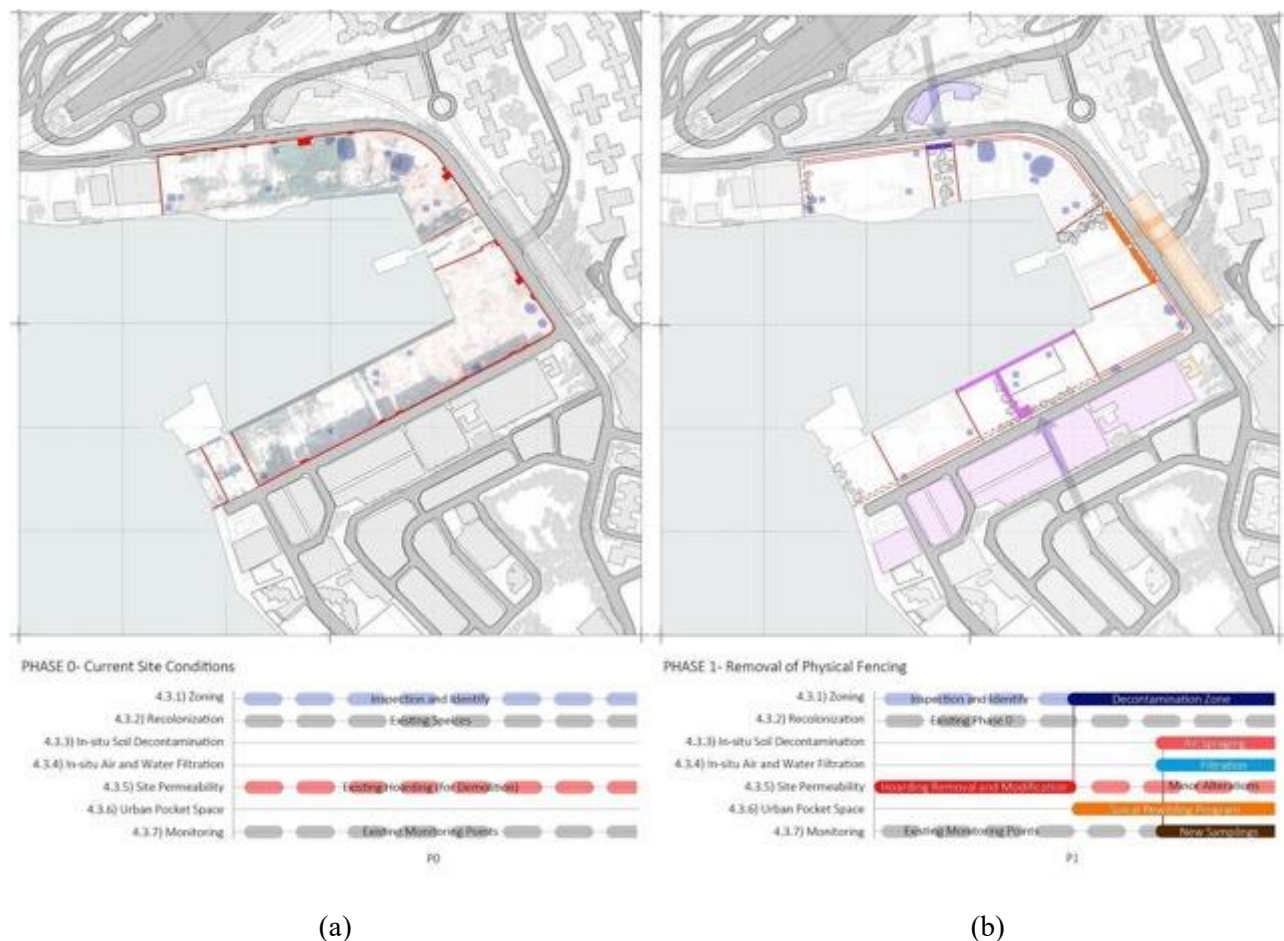 PHASE 0- Current Site Conditions
4.3.1) Zoning
Inspection and Identify
4.3.2) Recolonization
Existing Speices
4.3.3) In-situ Soil Decontamination
4.3.4) In-situ Air and Water Filtration
4.3.5) Site Permeability
Existing Hoarding (for Demolition)
4.3.6) Urban Pocket Space
4.3.7) Monitoring
Existing Monitoring Points
P0
PHASE 1- Removal of Physical Fencing
4.3.1) Zoning
Inspection and Identify
Decontamination Zone
4.3.2) Recolonization
Existing Phase 0
4.3.3) In-situ Soil Decontamination
Air Sparging
4.3.4) In-situ Air and Water Filtration
Filtration
4.3.5) Site Permeability
Hoarding Removal and Modification
Minor Alterations
4.3.6) Urban Pocket Space
Social Rewilding Program
4.3.7) Monitoring
Existing Monitoring Points
New Samplings
P1
(a)
(b)